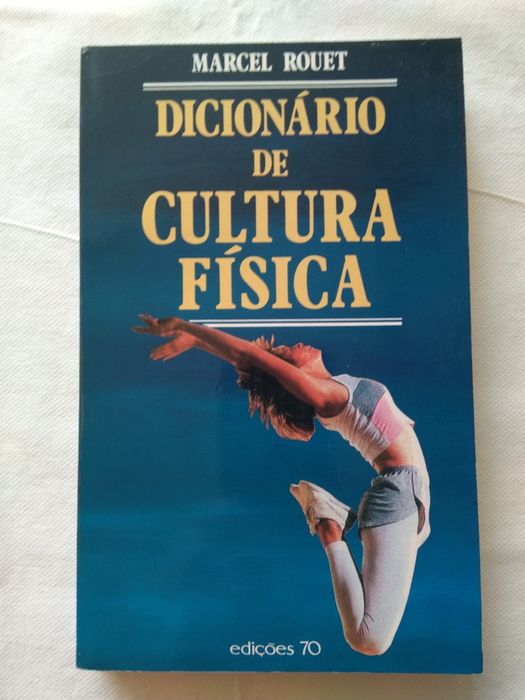 MARCEL ROUET
DICIONÁRIO
DE
CULTURA
FÍSICA
edições 70